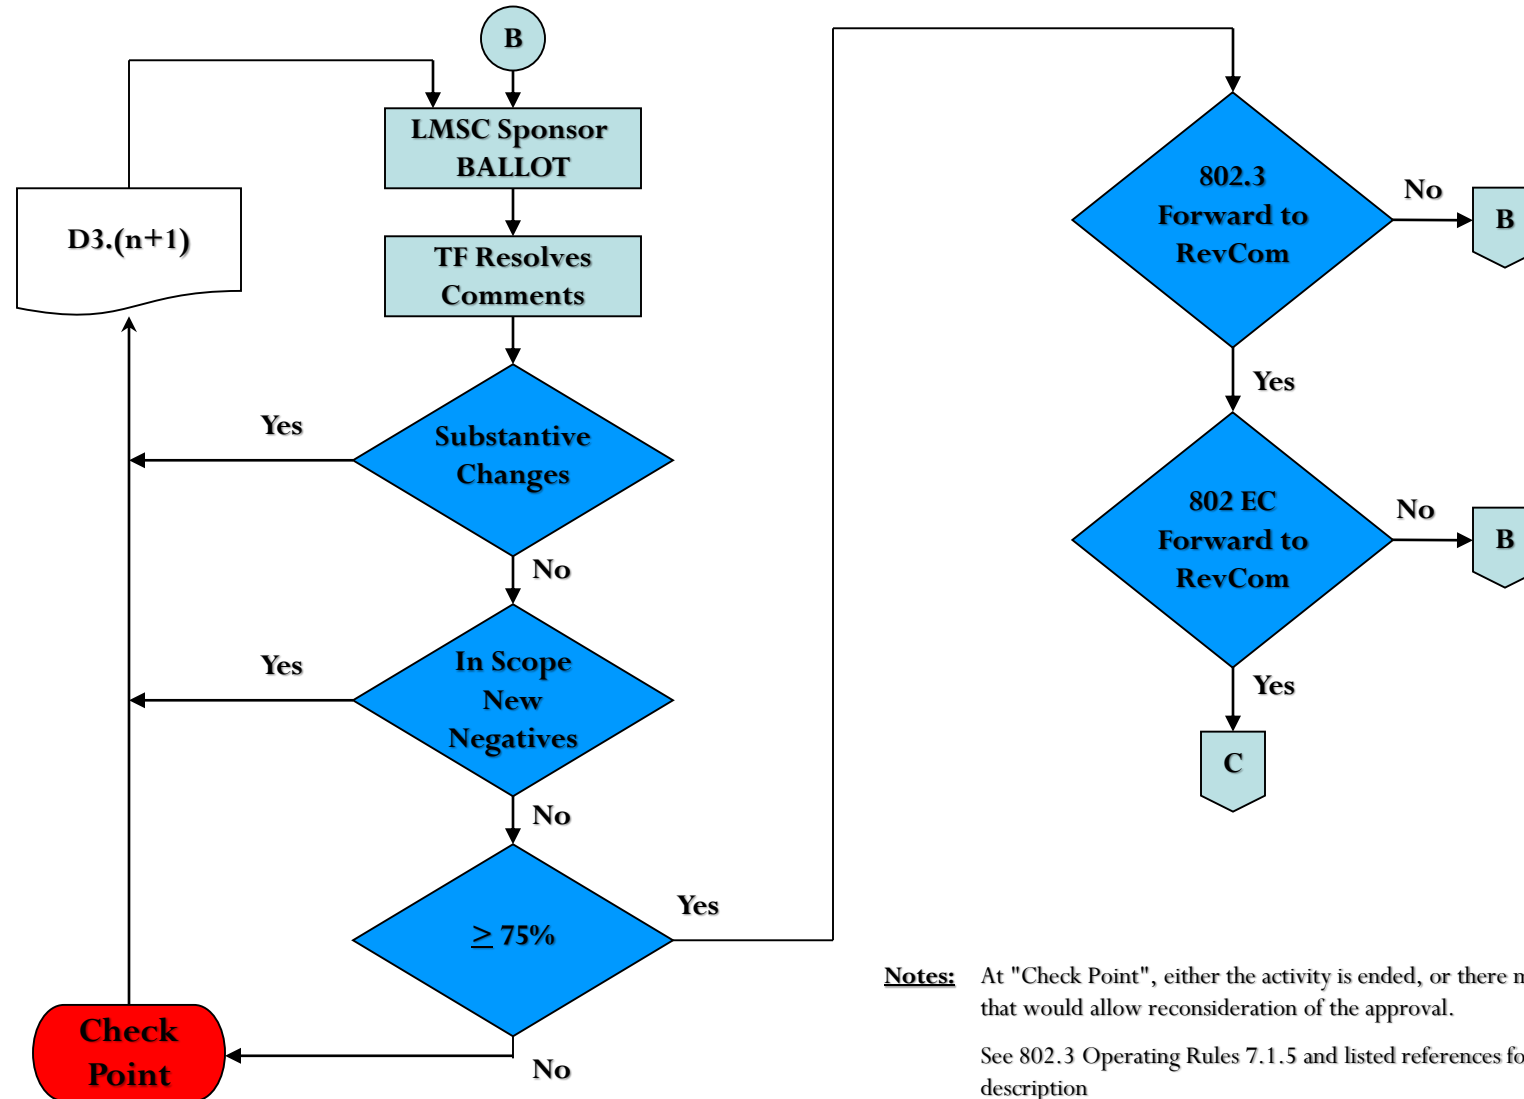 B
LMSC Sponsor
BALLOT
D3.(n+1)
TF Resolves
Comments
Yes
Substantive
Changes
No
Yes
In Scope
New
Negatives
No
Yes
≥ 75%
No
Check
Point
802.3
Forward to
RevCom
No
B
Yes
802 EC
Forward to
RevCom
No
B
Yes
C
Notes: At "Check Point", either the activity is ended, or there
that would allow reconsideration of the approval.
See 802.3 Operating Rules 7.1.5 and listed references
description